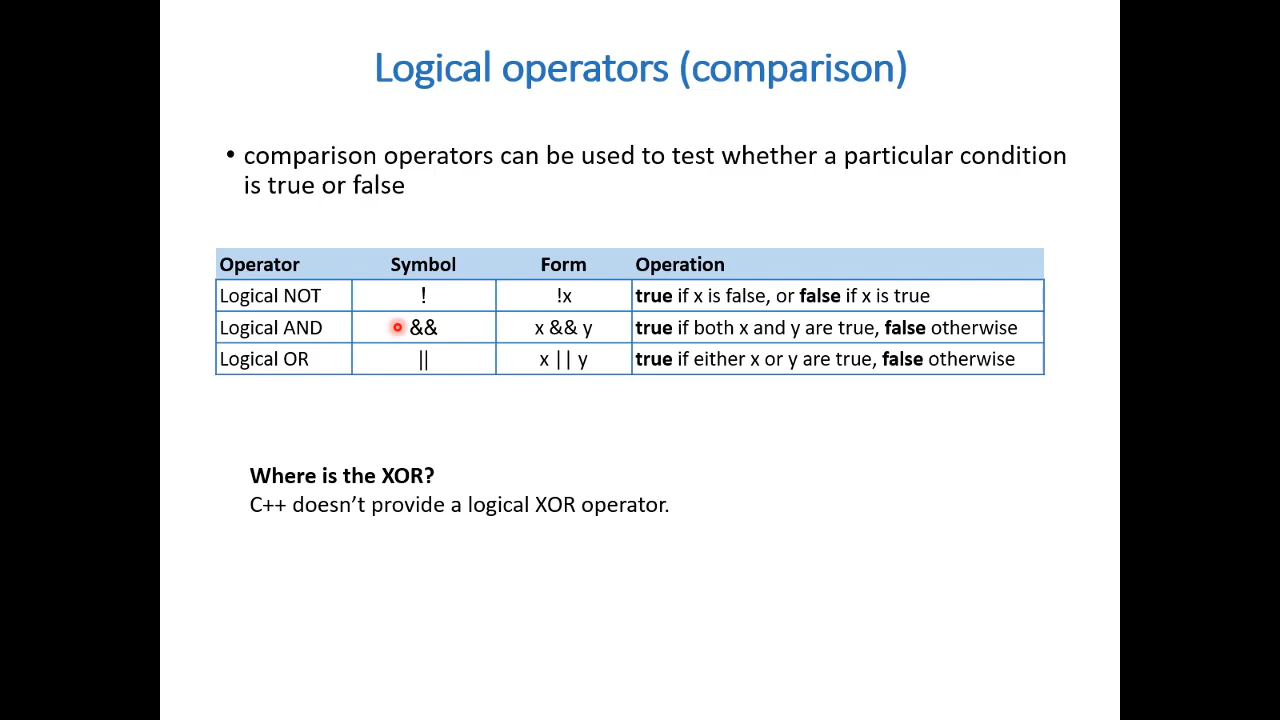 Logical operators (comparison)
• comparison operators can be used to test whether a particular condition
is true or false
Operator Symbol Form Operation
Logical NOT ! !x true if x is false, or false if x is true
Logical AND && x && y true if both x and y are true, false otherwise
Logical OR || x || y true if either x or y are true, false otherwise
Where is the XOR?
C++ doesn’t provide a logical XOR operator.